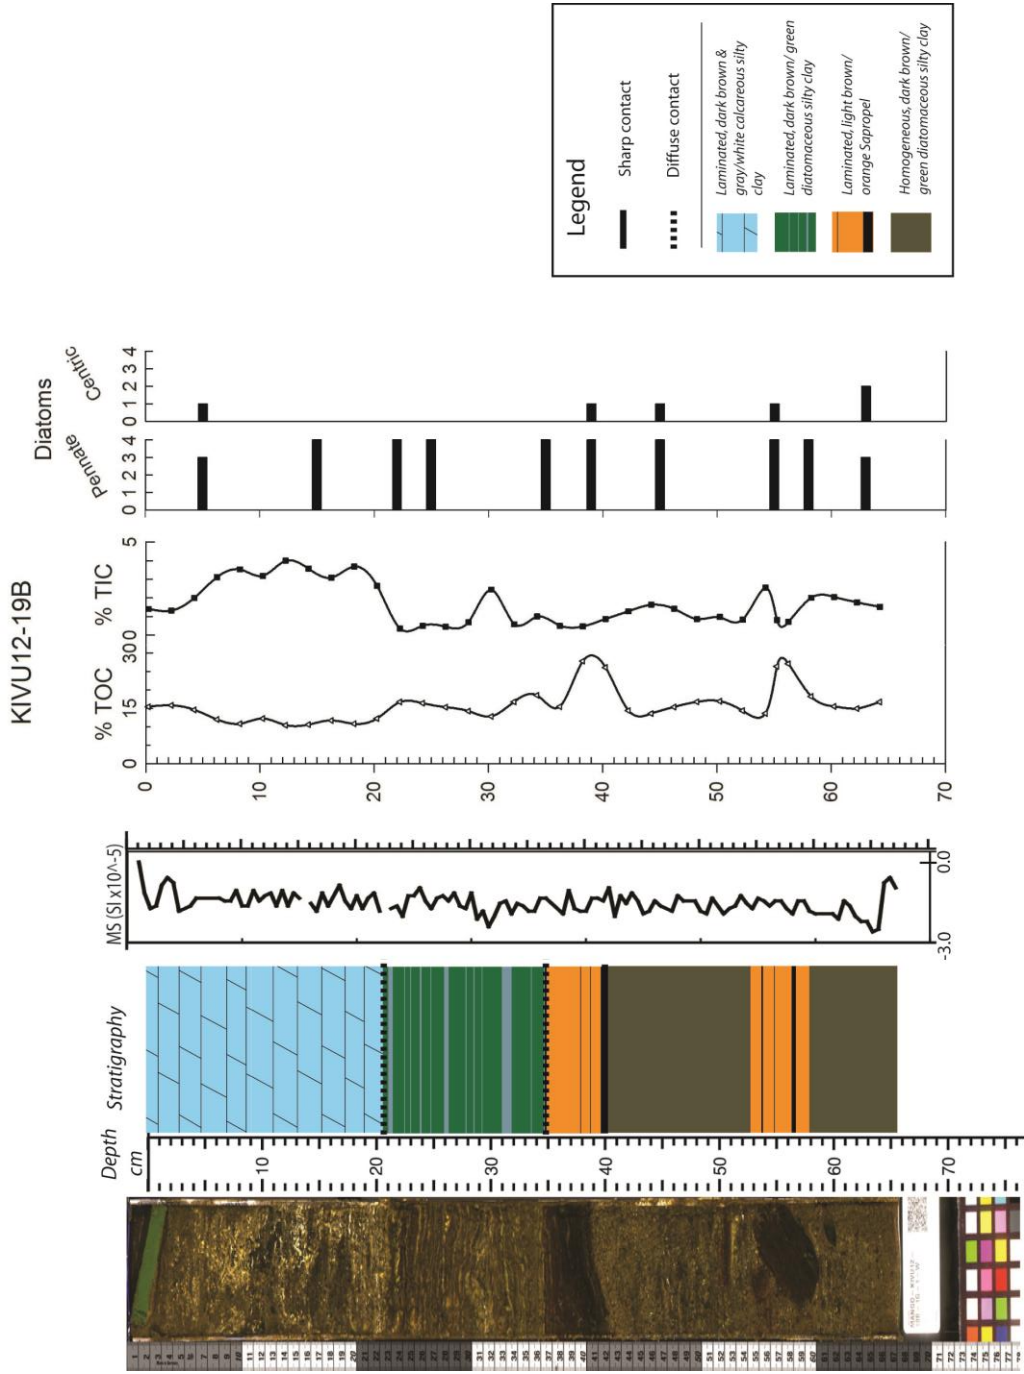 KIVU12-19B
Depth
cm
10
20
30
40
50
60
70
Stratigraphy
MS (SI x10^-5)
-3.0
0.0
% TOC
0
15
30
% TIC
0
5
0
10
20
30
40
50
60
70
Diatoms
Pennate
0 1 2 3 4
Centric
0 1 2 3 4
Legend
Sharp contact
Diffuse contact
Laminated, dark brown &
gray/white calcareous silty
clay
Laminated, dark brown/ green
diatomaceous silty clay
Laminated, light brown/
orange Sapropel
Homogeneous, dark brown/
green diatomaceous silty clay